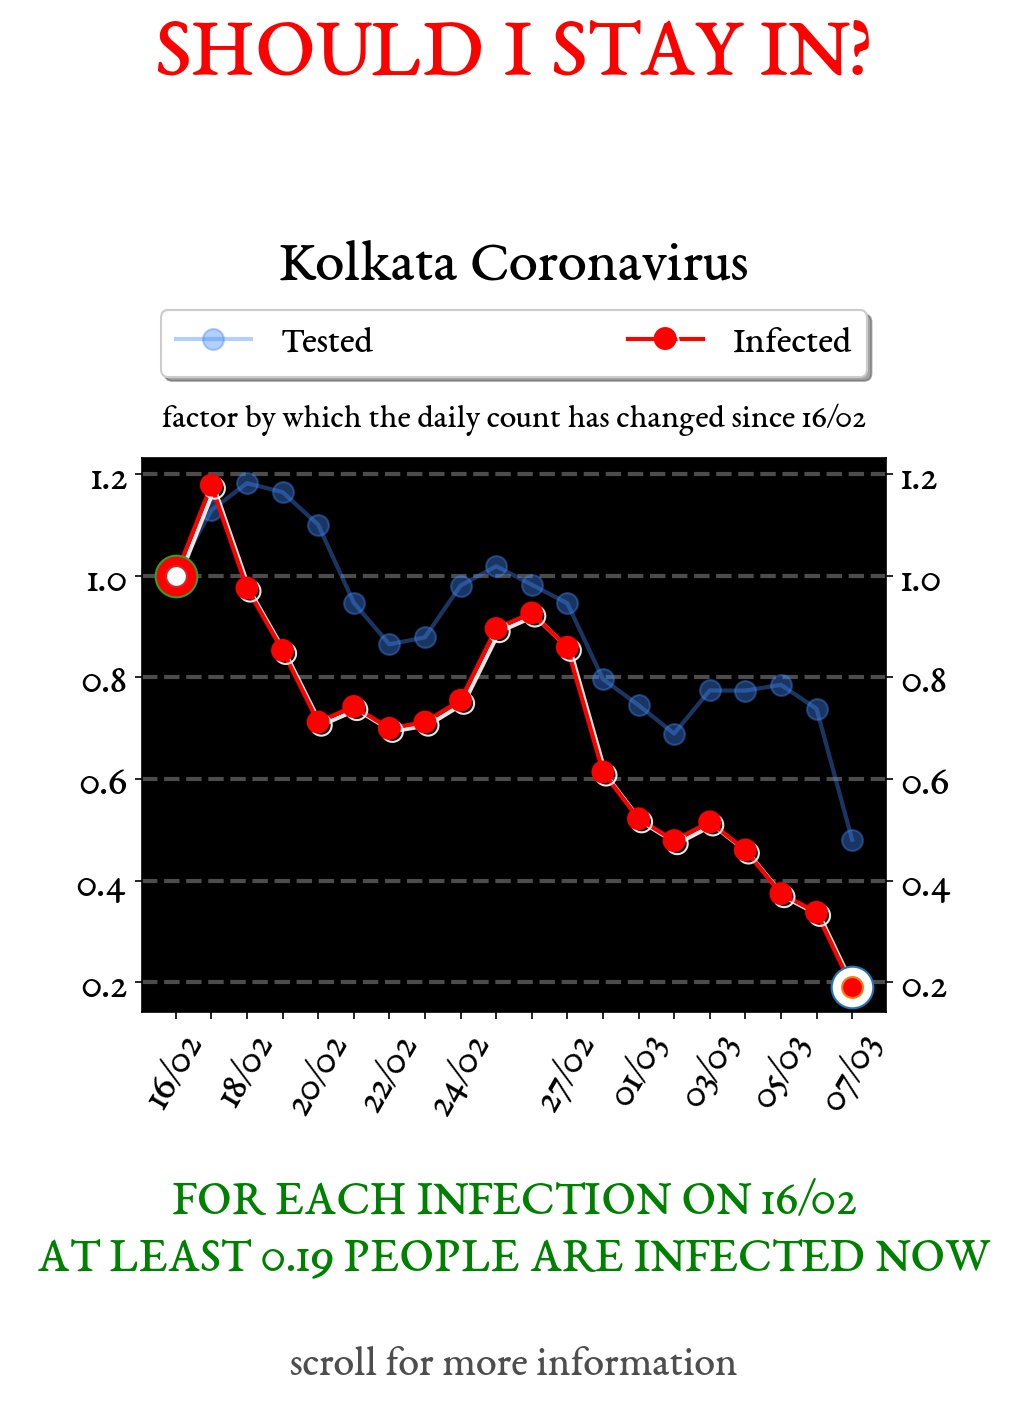 SHOULD I STAY IN?
Kolkata Coronavirus
Tested Infected
factor by which the daily count has changed since 16/02
1.2 1.2
1.0 1.0
0.8 0.8
0.6 0.6
0.4 0.4
0.2 0.2
16/02 18/02 20/02 22/02 24/02 27/02 01/03 03/03 05/03 07/03
FOR EACH INFECTION ON 16/02
AT LEAST 0.19 PEOPLE ARE INFECTED NOW
scroll for more information